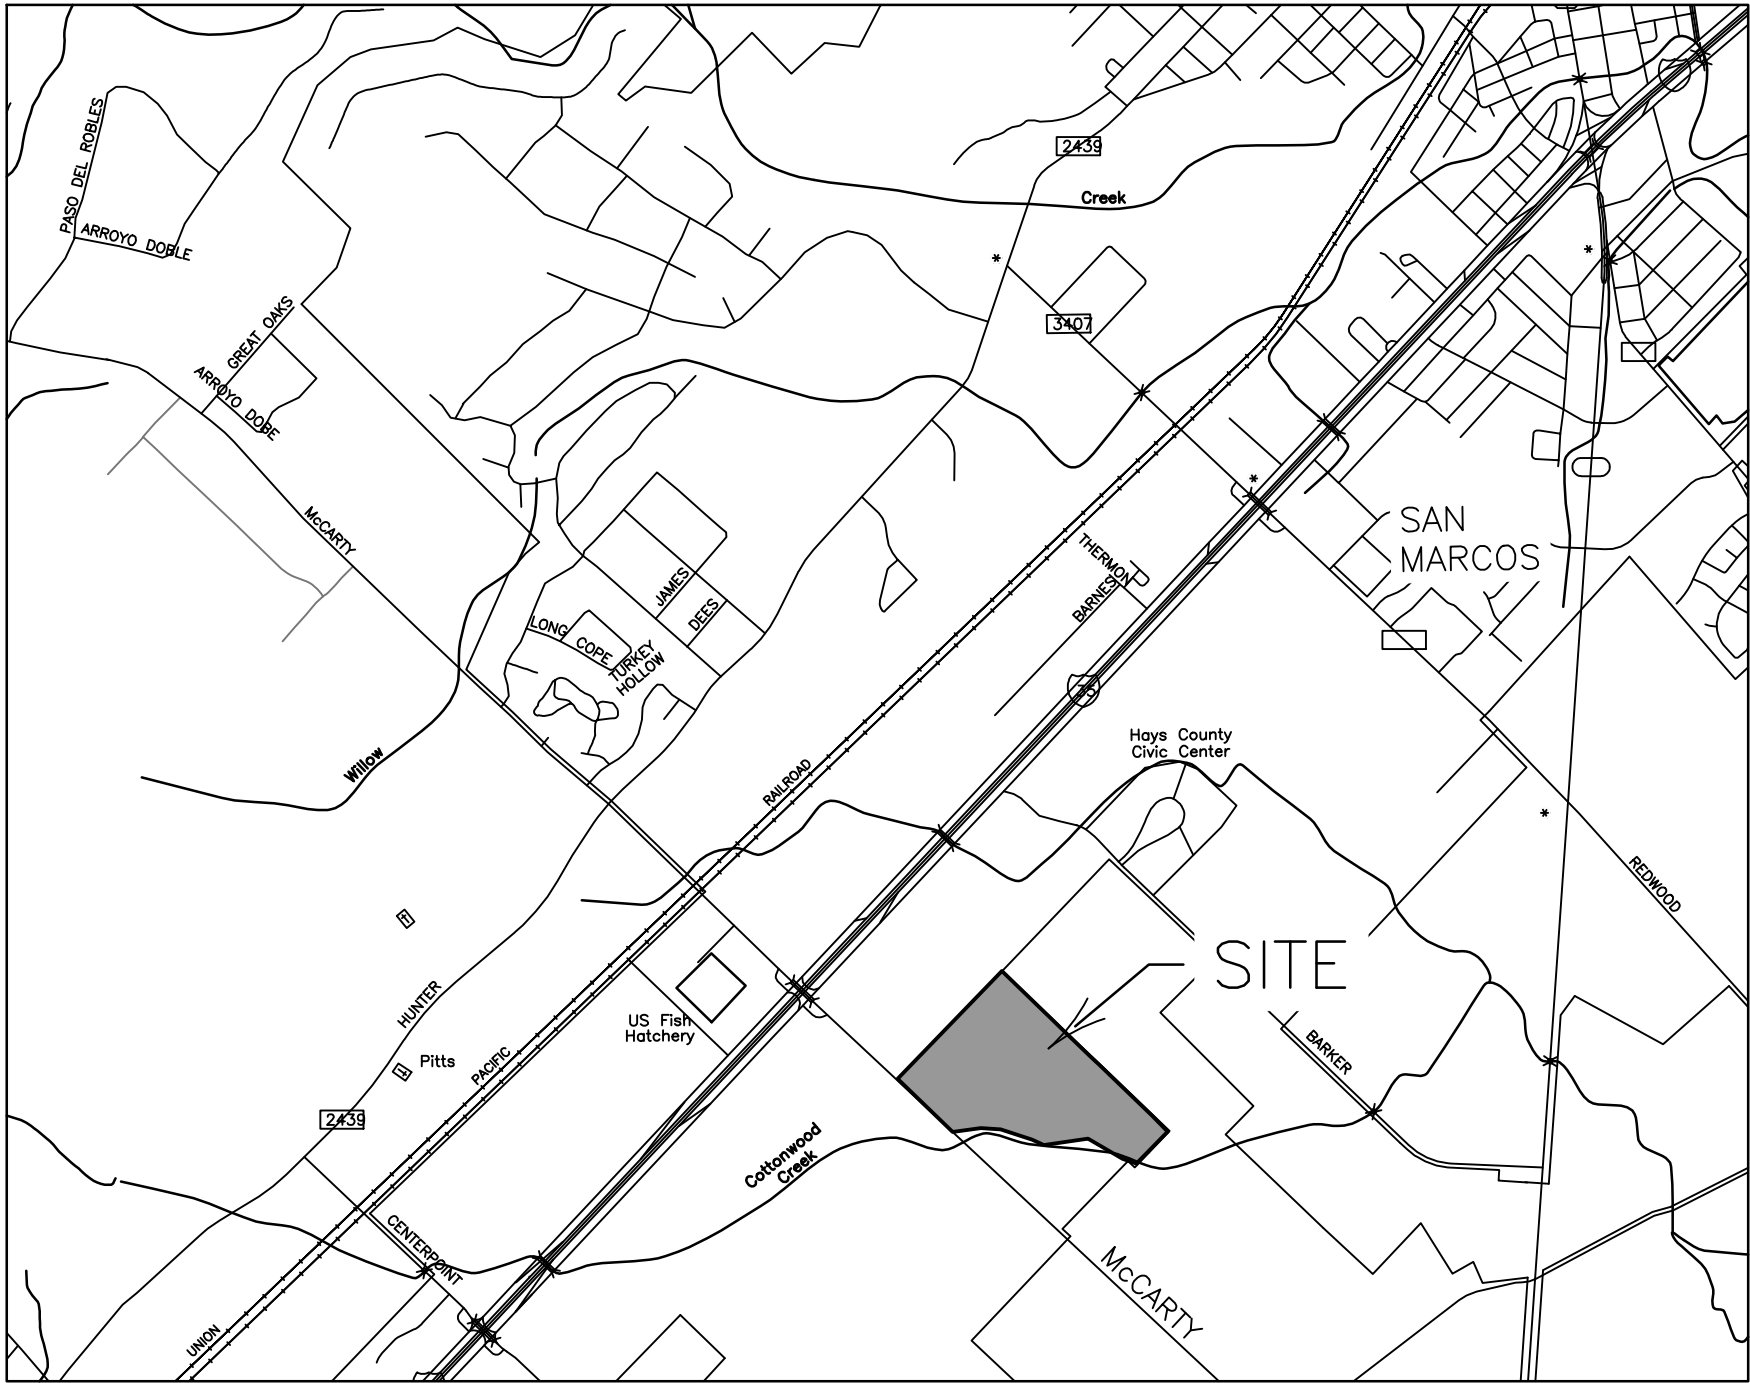 PASO DEL ROBLES
ARROYO DOBLE
2439
Creek
3407
GREAT OAKS
ARROYO DOBE
McCARTY
SAN
MARCOS
THERMON
BARNES
JAMES
DEES
LONG COPE
TURKEY
HOLLOW
35
Hays County
Civic Center
Willow
RAILROAD
REDWOOD
SITE
HUNTER
US Fish
Hatchery
BARKER
Pitts
PACIFIC
2439
Cottonwood
Creek
CENTERPOINT
McCARTY
UNION